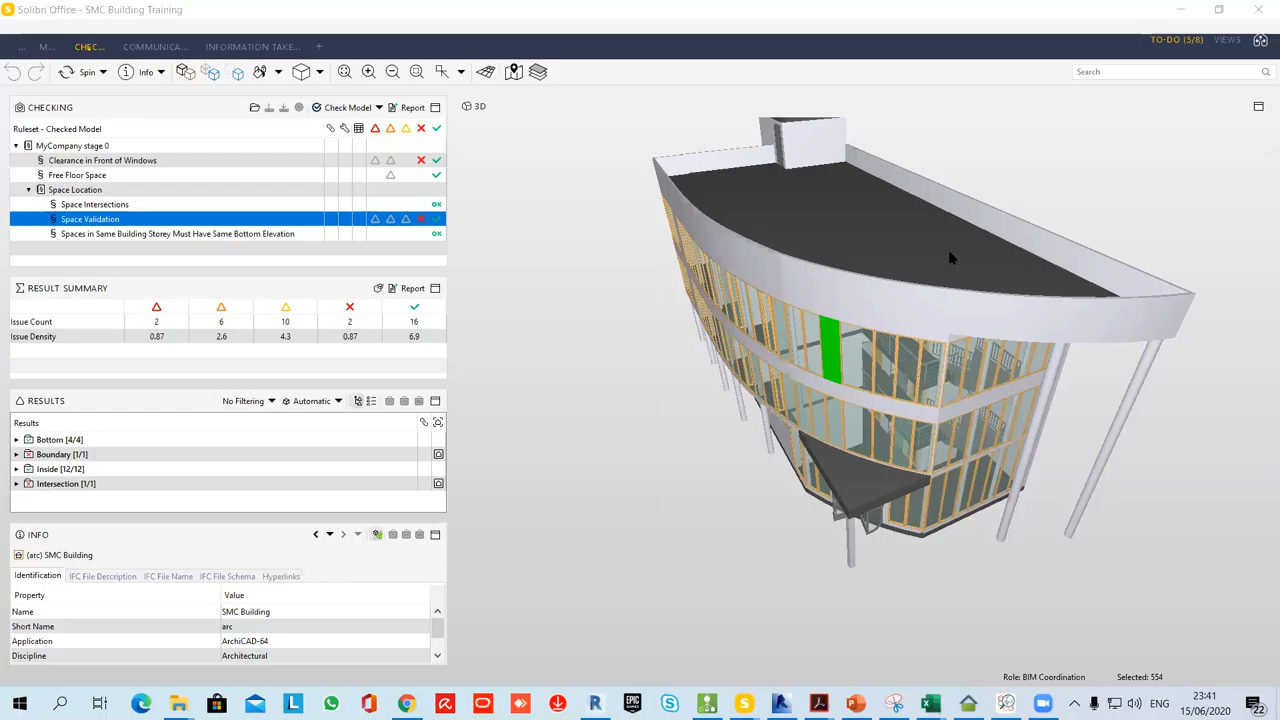 Solibri Office - SMC Building Training
... M... CHEC... COMMUNICA... INFORMATION TAKE... + TO-DO (5/8) VIEWS
Spin Info Search
CHECKING Check Model Report 3D
Ruleset - Checked Model
MyCompany stage 0
§ Clearance in Front of Windows
§ Free Floor Space
Space Location
§ Space Intersections OK
§ Space Validation
§ Spaces in Same Building Storey Must Have Same Bottom Elevation OK
RESULT SUMMARY Report
Issue Count 2 6 10 2 16
Issue Density 0.87 2.6 4.3 0.87 6.9
RESULTS No Filtering Automatic
Results
Bottom [4/4]
Boundary [1/1]
Inside [12/12]
Intersection [1/1]
INFO
(arc) SMC Building
Identification IFC File Description IFC File Name IFC File Schema Hyperlinks
Property Value
Name SMC Building
Short Name arc
Application ArchiCAD-64
Discipline Architectural
Role: BIM Coordination Selected: 554
EPIC GAMES
ENG 23:41
15/06/2020 22